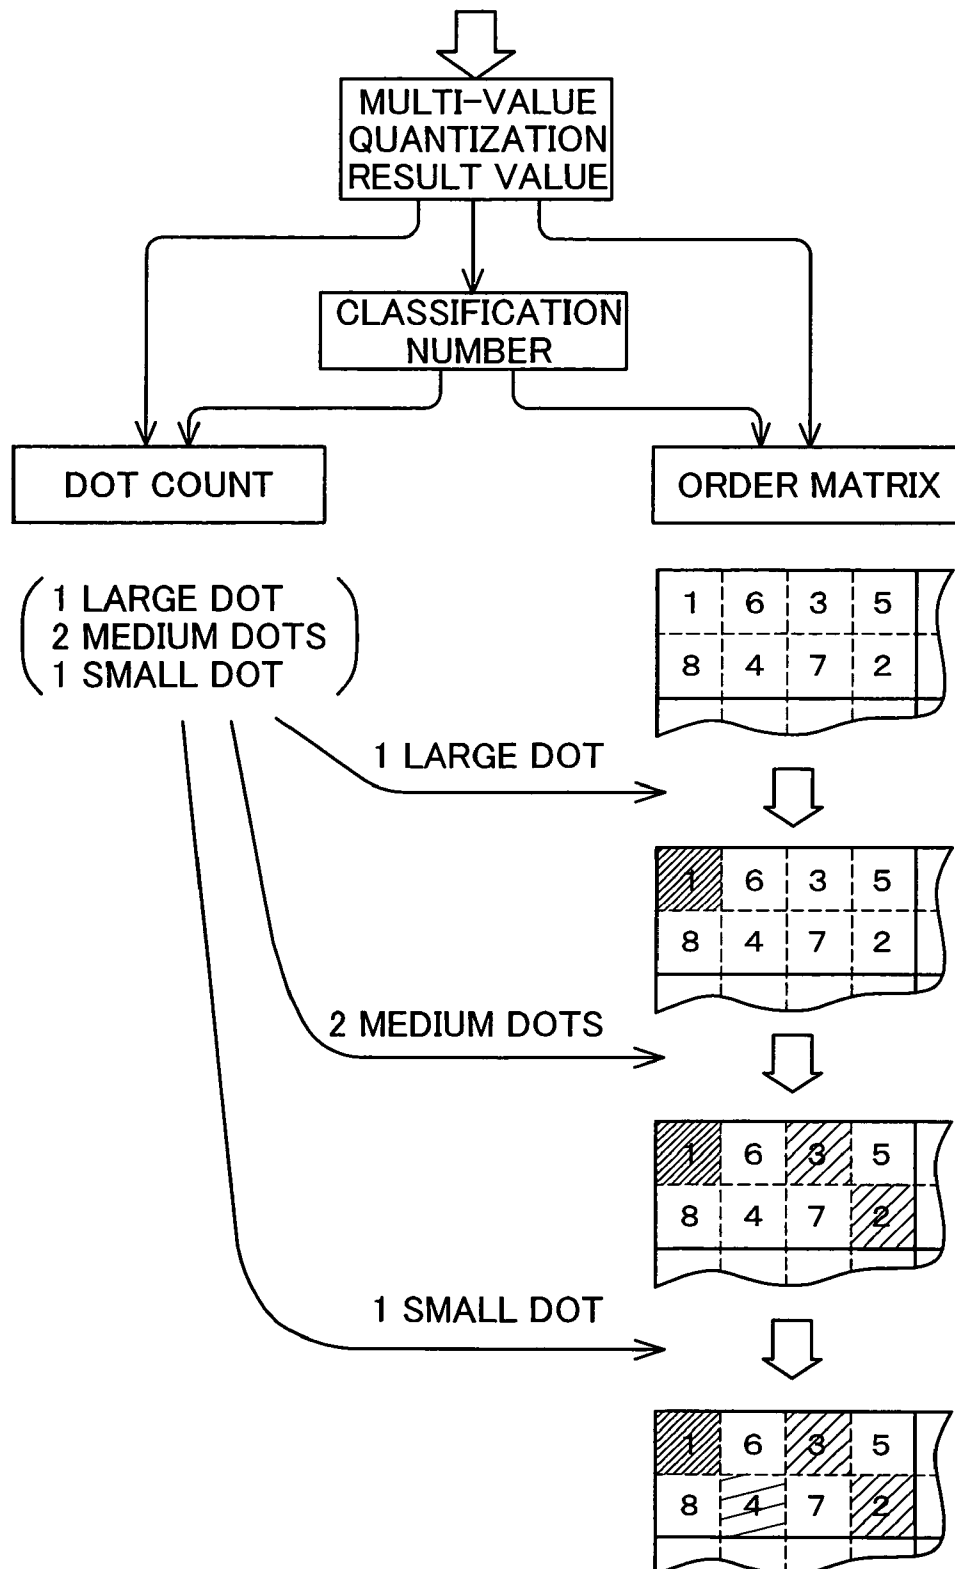 MULTI-VALUE
QUANTIZATION
RESULT VALUE
CLASSIFICATION
NUMBER
DOT COUNT
ORDER MATRIX
1 LARGE DOT
2 MEDIUM DOTS
1 SMALL DOT
1 6 3 5
8 4 7 2
1 LARGE DOT
1 6 3 5
8 4 7 2
2 MEDIUM DOTS
1 6 3 5
8 4 7 2
1 SMALL DOT
1 6 3 5
8 4 7 2